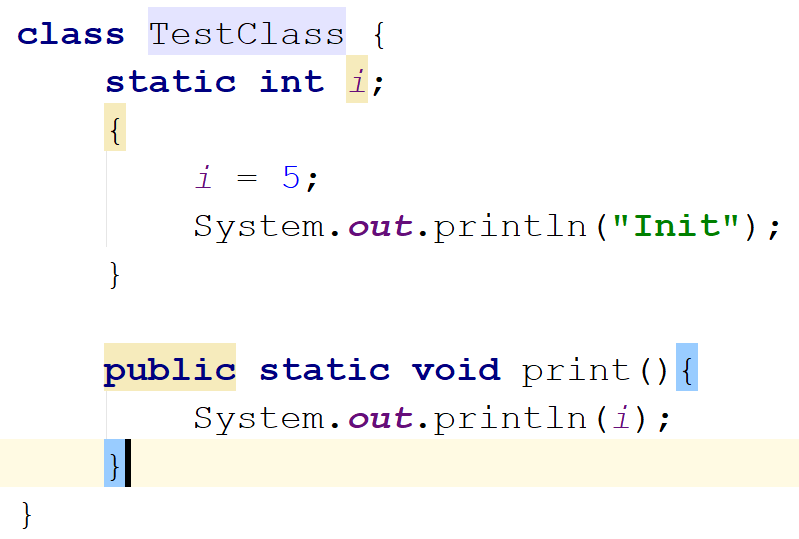 class TestClass {
    static int i;
    {
        i = 5;
        System.out.println("Init");
    }

    public static void print(){
        System.out.println(i);
    }
}